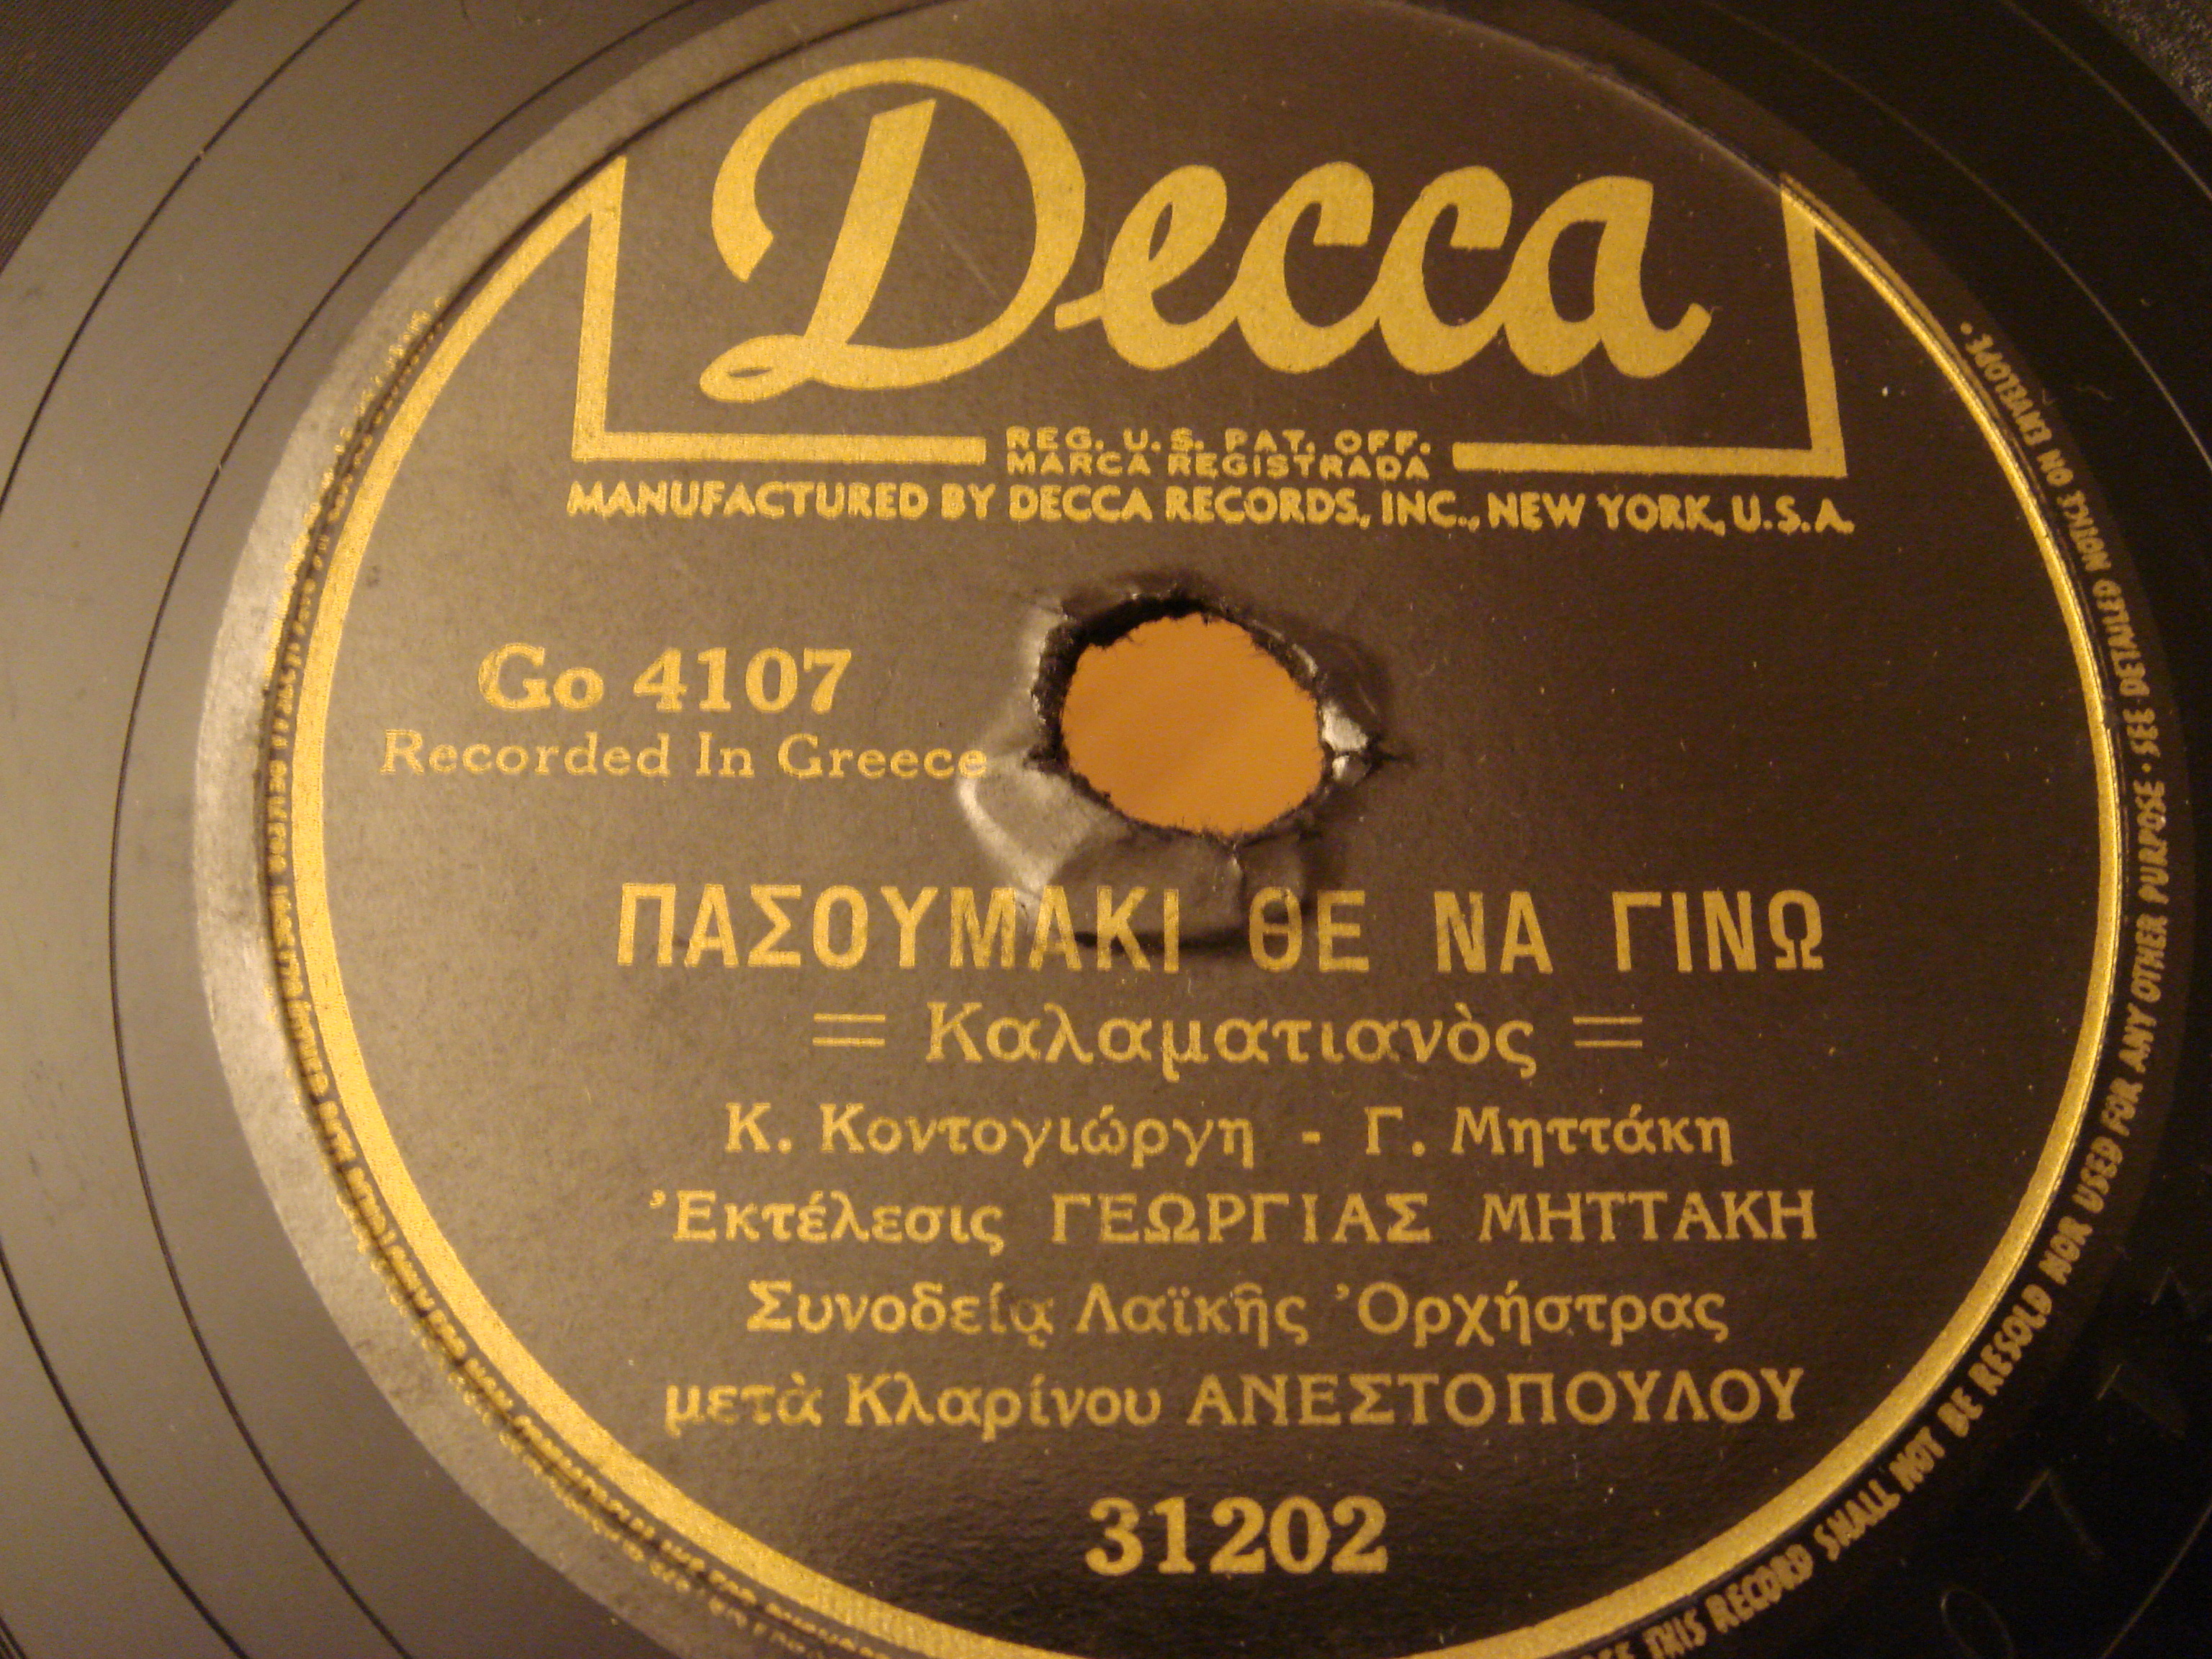 Decca
REG. U.S. PAT. OFF.
MARCA REGISTRADA
MANUFACTURED BY DECCA RECORDS, INC., NEW YORK, U.S.A.
Go 4107
Recorded In Greece
ΠΑΣΟΥΜΑΚΙ ΘΕ ΝΑ ΓΙΝΩ
= Καλαματιανὸς =
Κ. Κοντογιώργη - Γ. Μηττάκη
Ἐκτέλεσις ΓΕΩΡΓΙΑΣ ΜΗΤΤΑΚΗ
Συνοδείᾳ Λαϊκῆς Ὀρχήστρας
μετὰ Κλαρίνου ΑΝΕΣΤΟΠΟΥΛΟΥ
31202
THIS RECORD SHALL NOT BE RESOLD NOR USED FOR ANY OTHER PURPOSE · SEE DETAILED NOTICE ON ENVELOPE ·